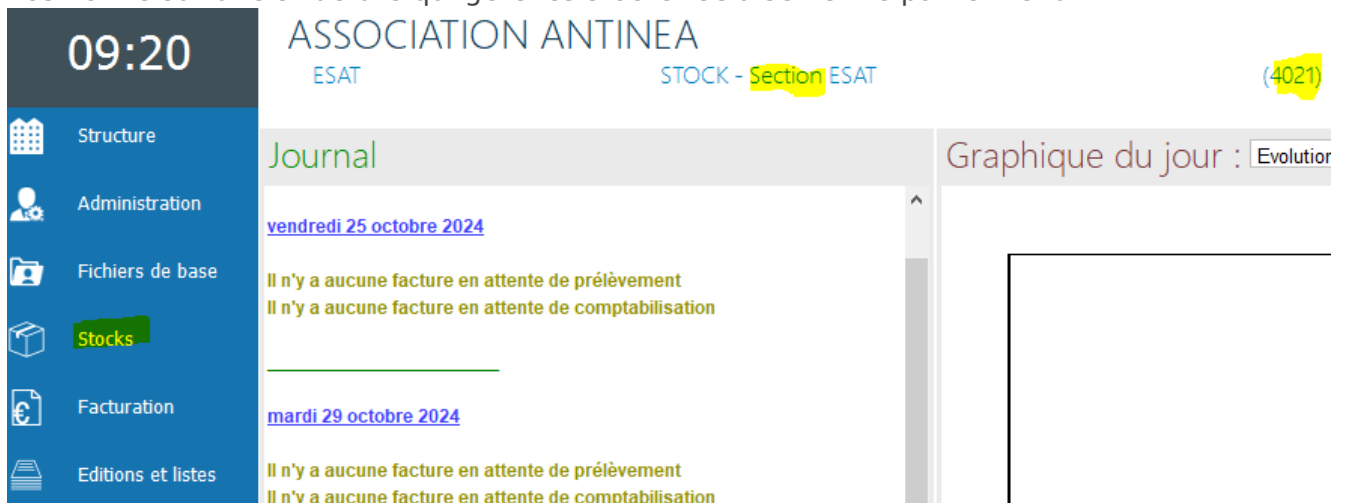 09:20
ASSOCIATION ANTINEA
ESAT STOCK - Section ESAT (4021)
Structure
Administration
Fichiers de base
Stocks
Facturation
Editions et listes
Journal
vendredi 25 octobre 2024
Il n'y a aucune facture en attente de prélèvement
Il n'y a aucune facture en attente de comptabilisation
mardi 29 octobre 2024
Il n'y a aucune facture en attente de prélèvement
Il n'y a aucune facture en attente de comptabilisation
Graphique du jour : Evolution